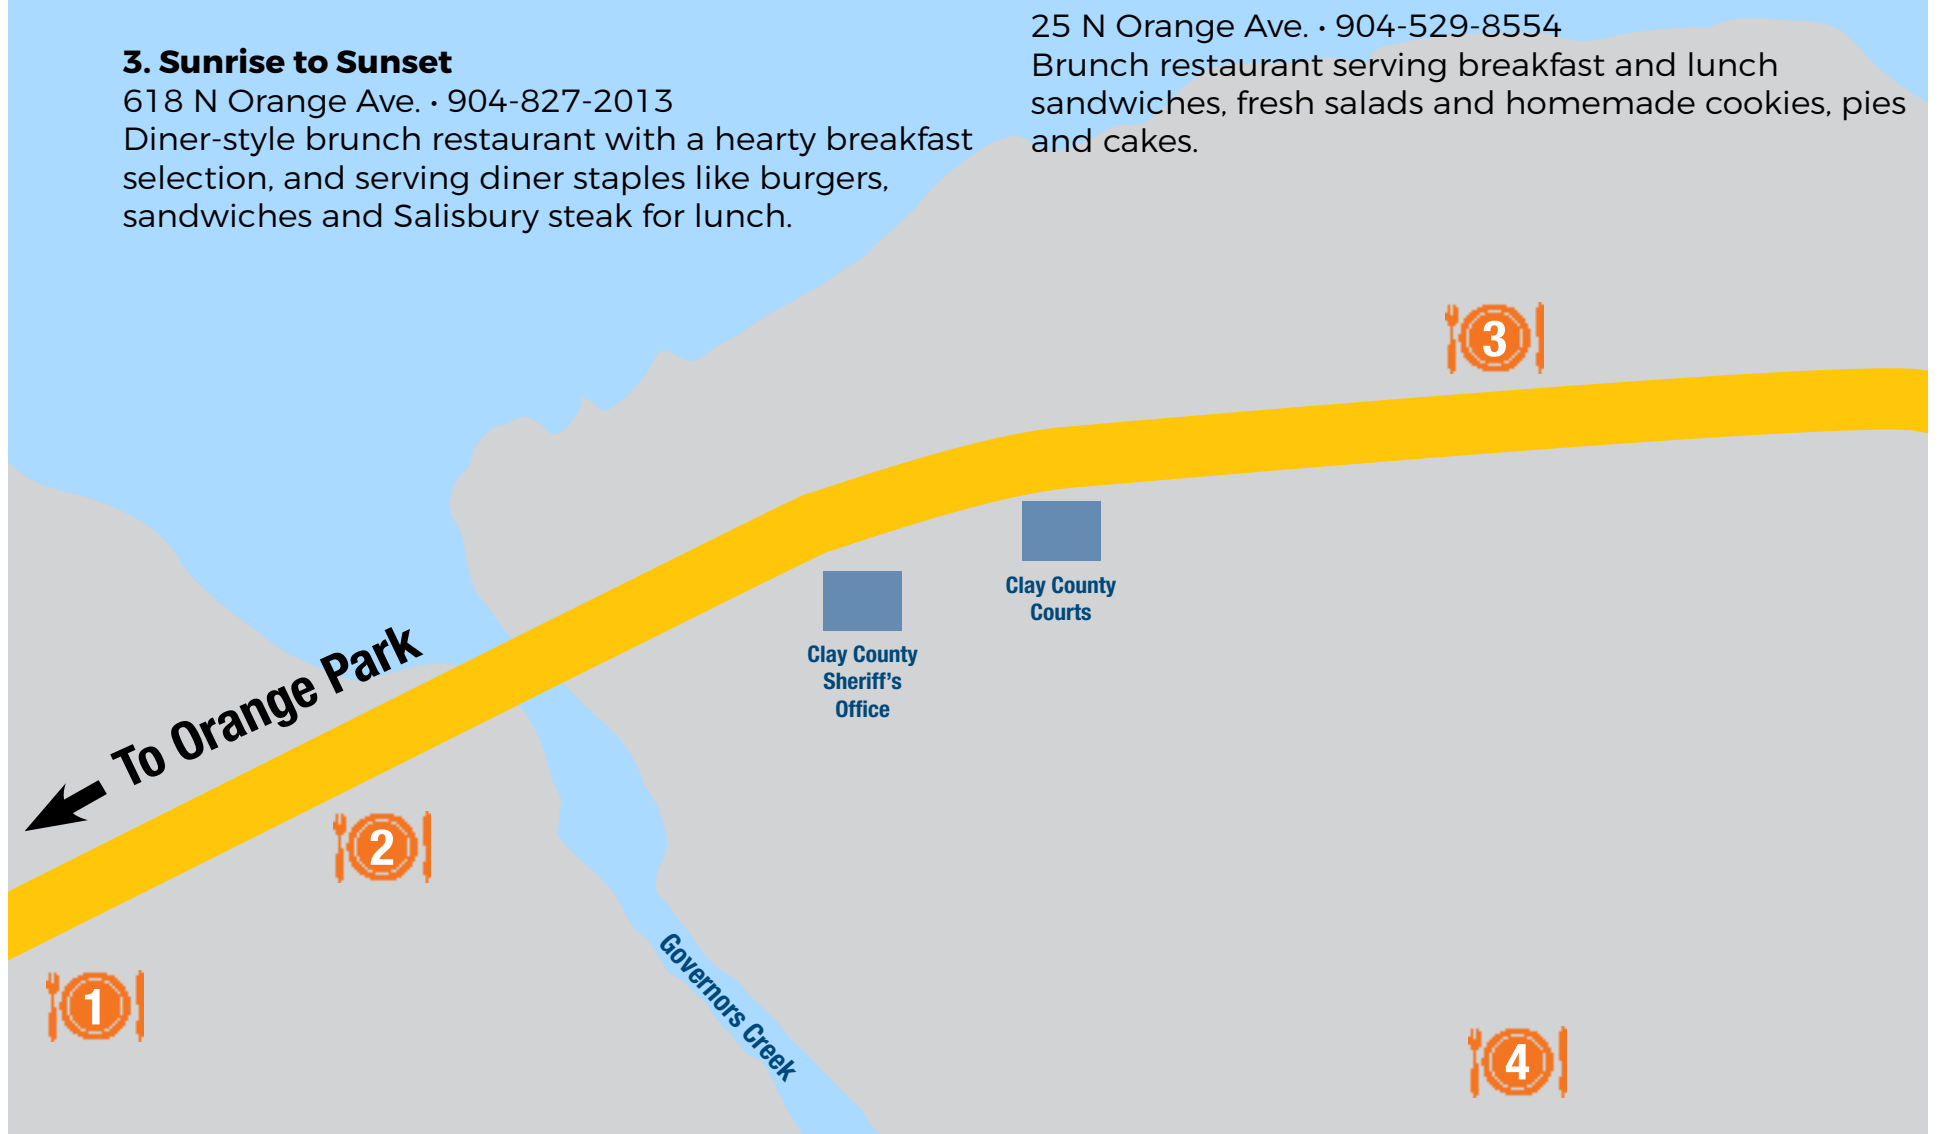 3. Sunrise to Sunset
618 N Orange Ave. • 904-827-2013
Diner-style brunch restaurant with a hearty breakfast
selection, and serving diner staples like burgers,
sandwiches and Salisbury steak for lunch.
25 N Orange Ave. • 904-529-8554
Brunch restaurant serving breakfast and lunch
sandwiches, fresh salads and homemade cookies, pies
and cakes.
3
Clay County
Courts
Clay County
Sheriff's
Office
To Orange Park
2
Governors Creek
1
4